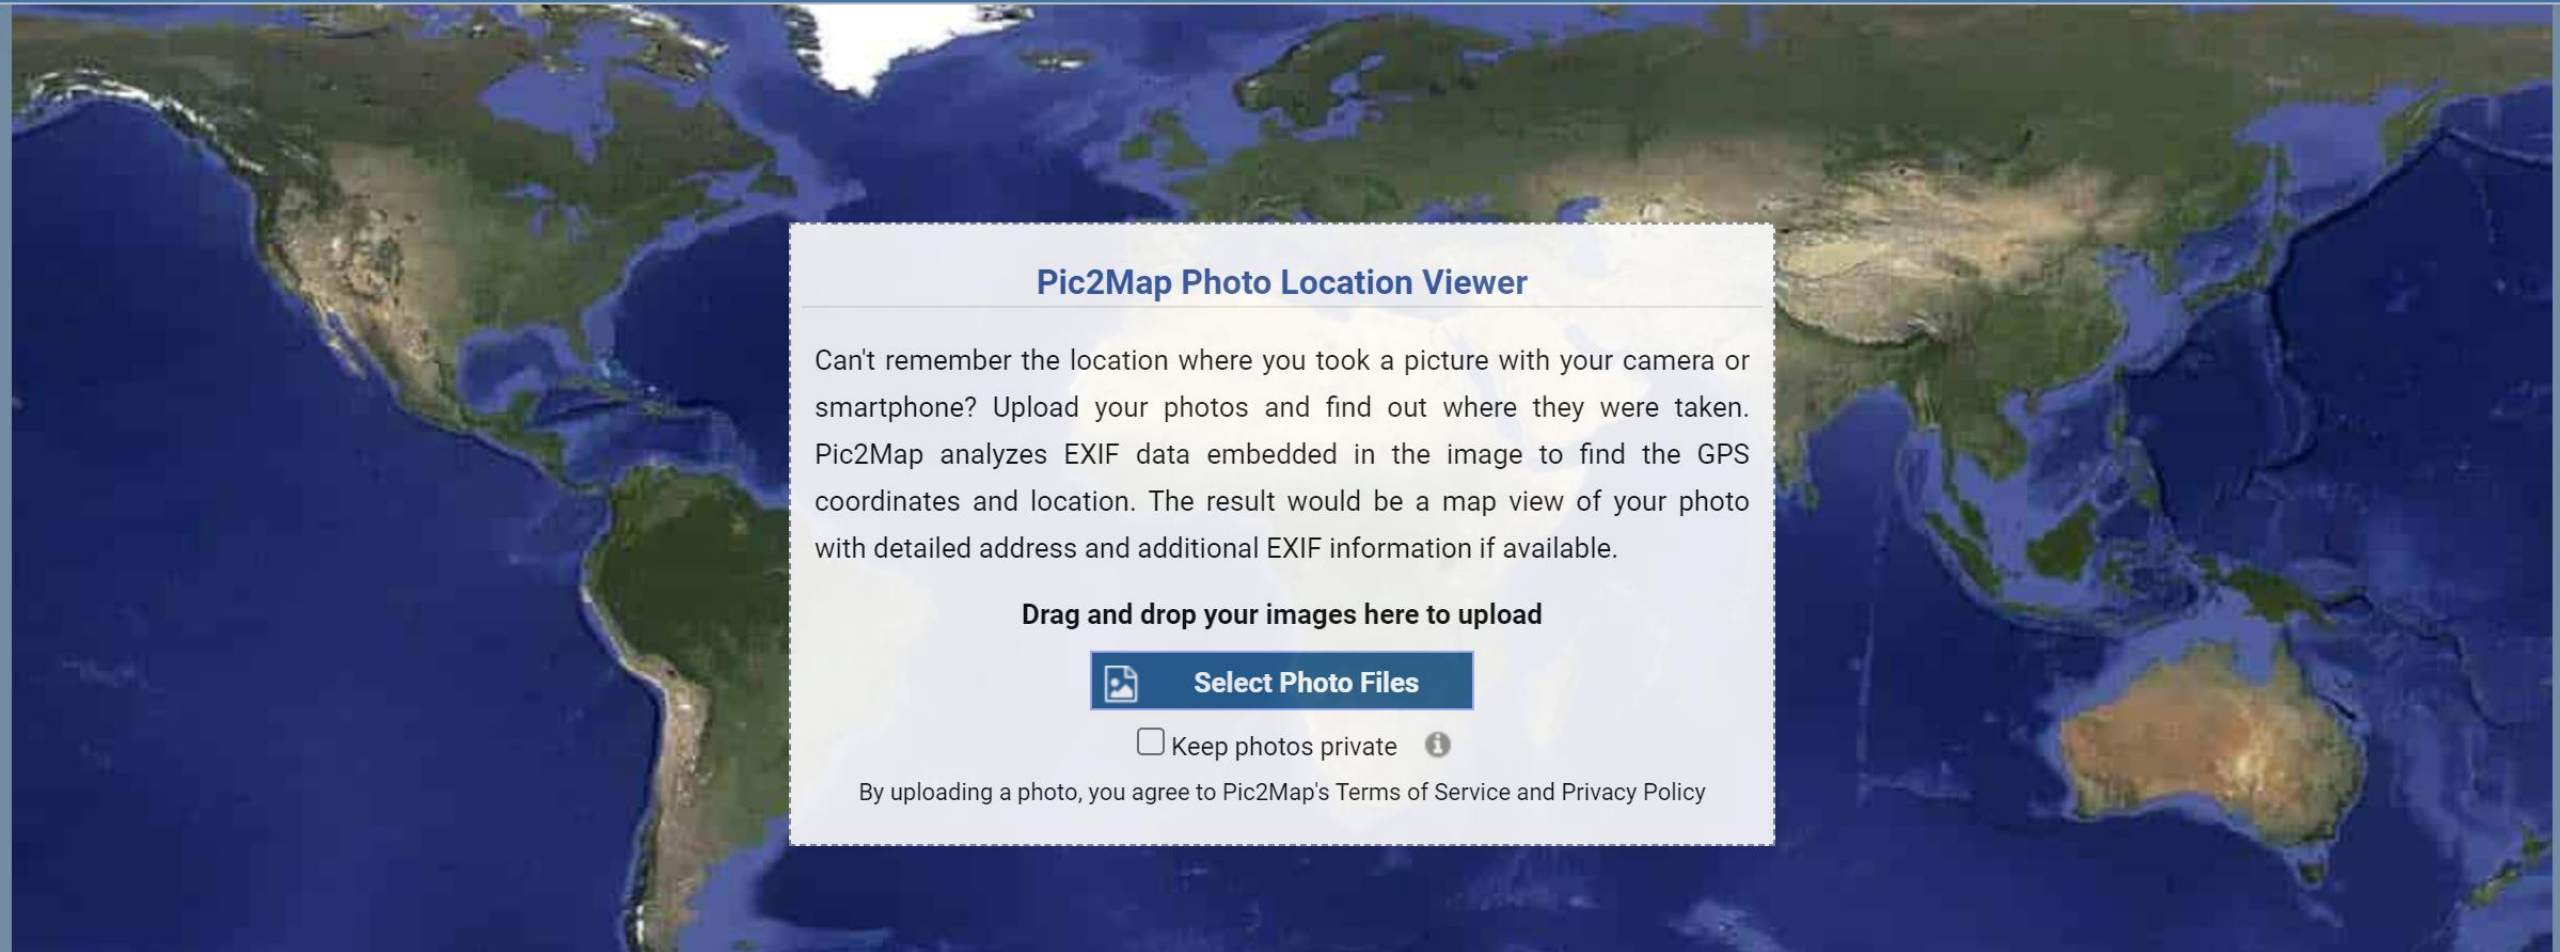 Pic2Map Photo Location Viewer
Can't remember the location where you took a picture with your camera or
smartphone? Upload your photos and find out where they were taken.
Pic2Map analyzes EXIF data embedded in the image to find the GPS
coordinates and location. The result would be a map view of your photo
with detailed address and additional EXIF information if available.
Drag and drop your images here to upload
Select Photo Files
Keep photos private
By uploading a photo, you agree to Pic2Map's Terms of Service and Privacy Policy